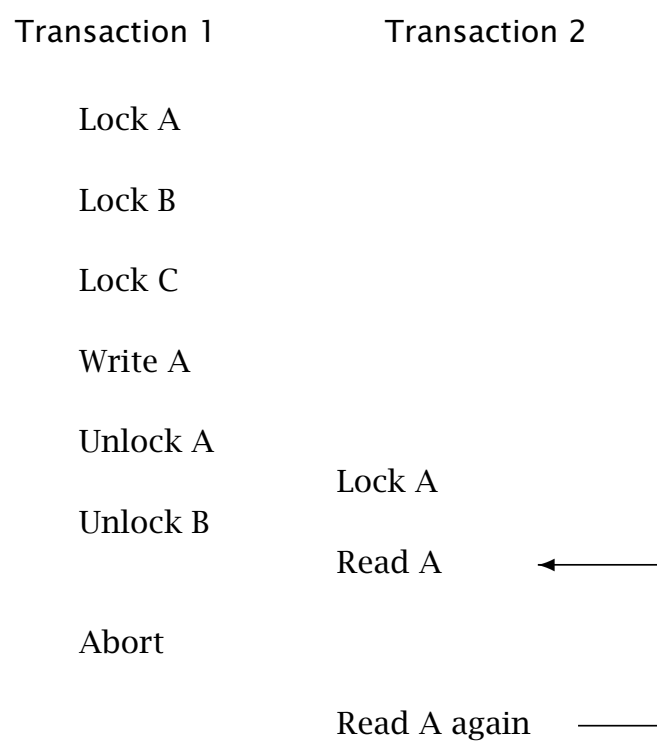 Transaction 1 Transaction 2
Lock A
Lock B
Lock C
Write A
Unlock A
Lock A
Unlock B
Read A
Abort
Read A again